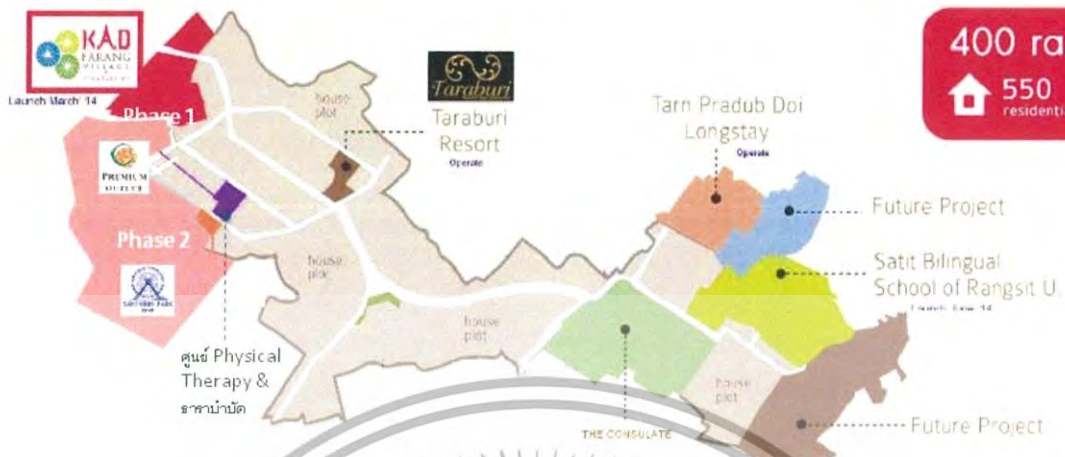 KAD
FARANG
VILLAGE
Launch March' 14
Phase 1
PREMIUM
OUTLET
Phase 2
ศูนย์ Physical
Therapy &
ธาราบำบัด
house
plot
Taraburi
Taraburi
Resort
Operate
house
plot
house
plot
Tarn Pradub Doi
Longstay
Operate
400 ra
550
residenti
Future Project
Satit Bilingual
School of Rangsit U.
Launch June '14
house
plot
THE CONSULATE
Future Project